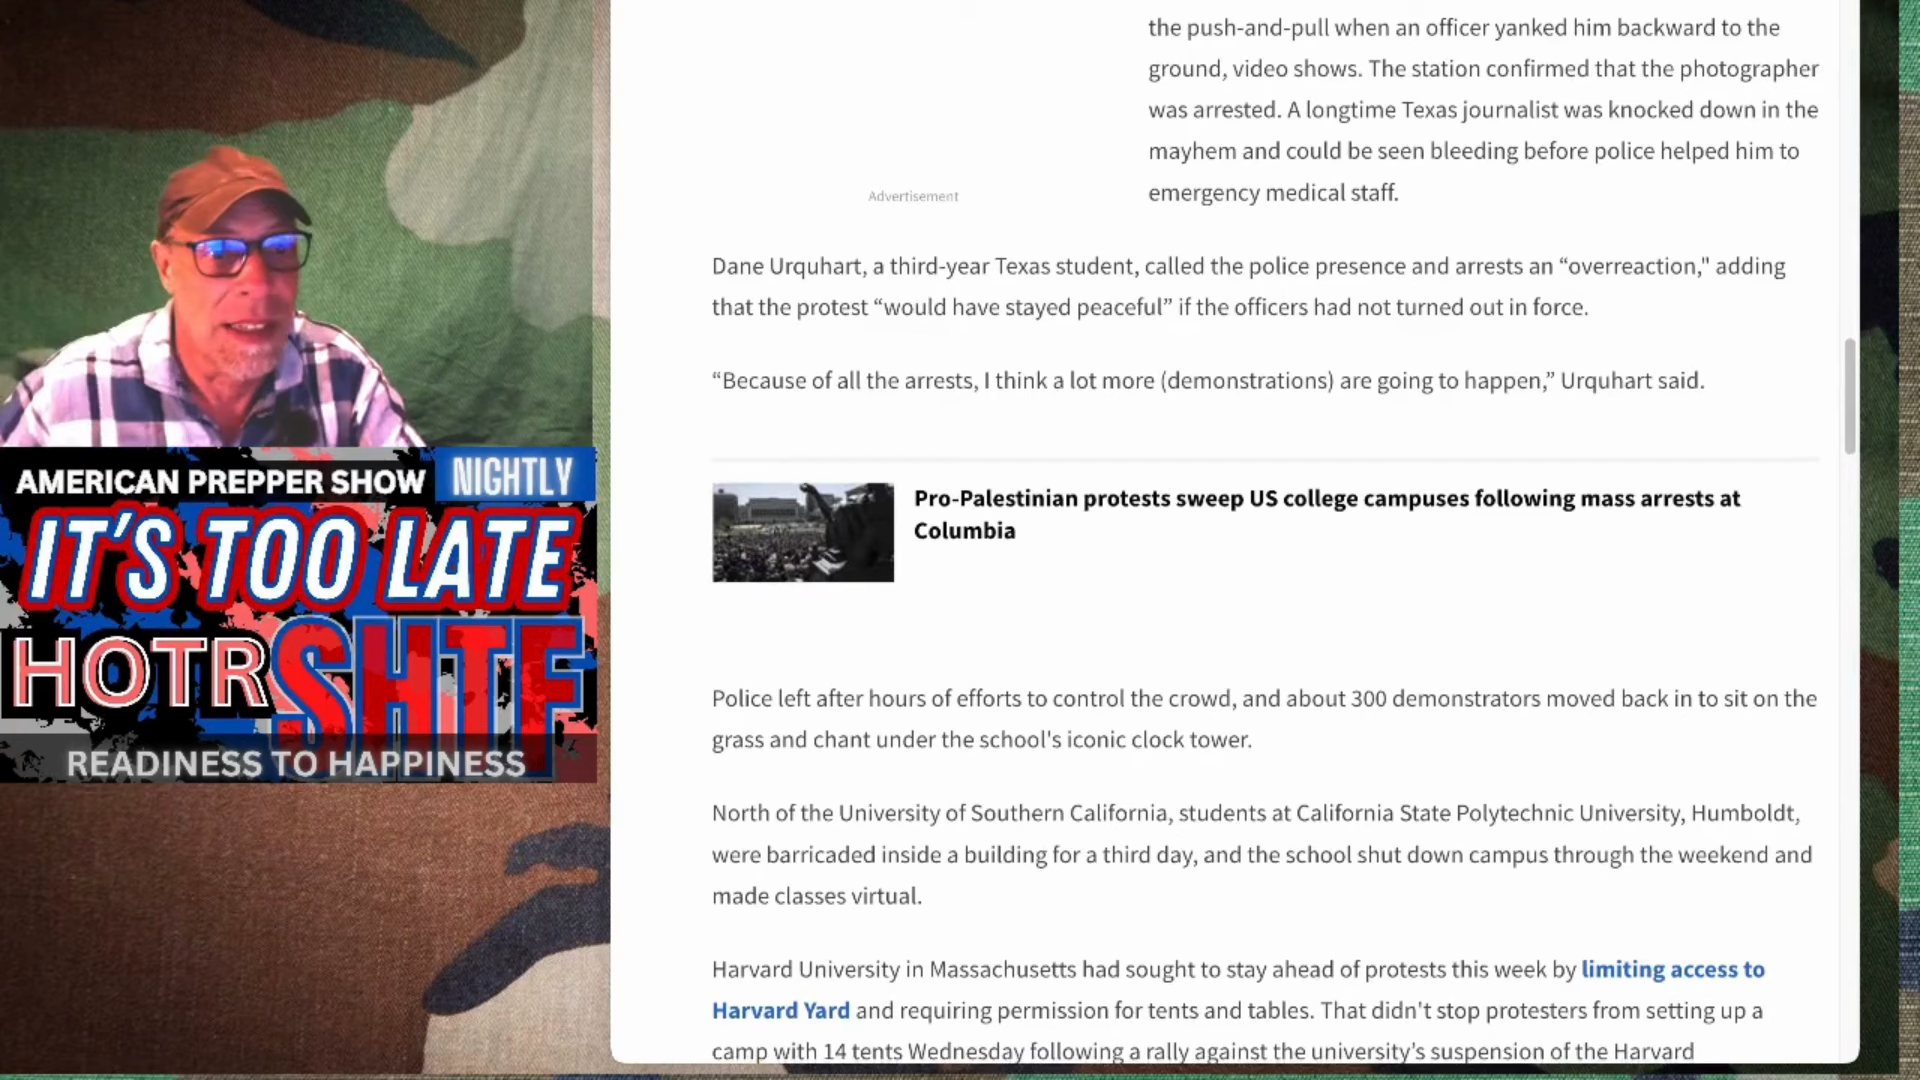 the push-and-pull when an officer yanked him backward to the
ground, video shows. The station confirmed that the photographer
was arrested. A longtime Texas journalist was knocked down in the
mayhem and could be seen bleeding before police helped him to
emergency medical staff.
Advertisement
Dane Urquhart, a third-year Texas student, called the police presence and arrests an “overreaction," adding
that the protest “would have stayed peaceful” if the officers had not turned out in force.
“Because of all the arrests, I think a lot more (demonstrations) are going to happen,” Urquhart said.
Pro-Palestinian protests sweep US college campuses following mass arrests at
Columbia
Police left after hours of efforts to control the crowd, and about 300 demonstrators moved back in to sit on the
grass and chant under the school's iconic clock tower.
North of the University of Southern California, students at California State Polytechnic University, Humboldt,
were barricaded inside a building for a third day, and the school shut down campus through the weekend and
made classes virtual.
Harvard University in Massachusetts had sought to stay ahead of protests this week by limiting access to
Harvard Yard and requiring permission for tents and tables. That didn't stop protesters from setting up a
camp with 14 tents Wednesday following a rally against the university’s suspension of the Harvard
AMERICAN PREPPER SHOW NIGHTLY
IT'S TOO LATE
HOTR SHTF
READINESS TO HAPPINESS